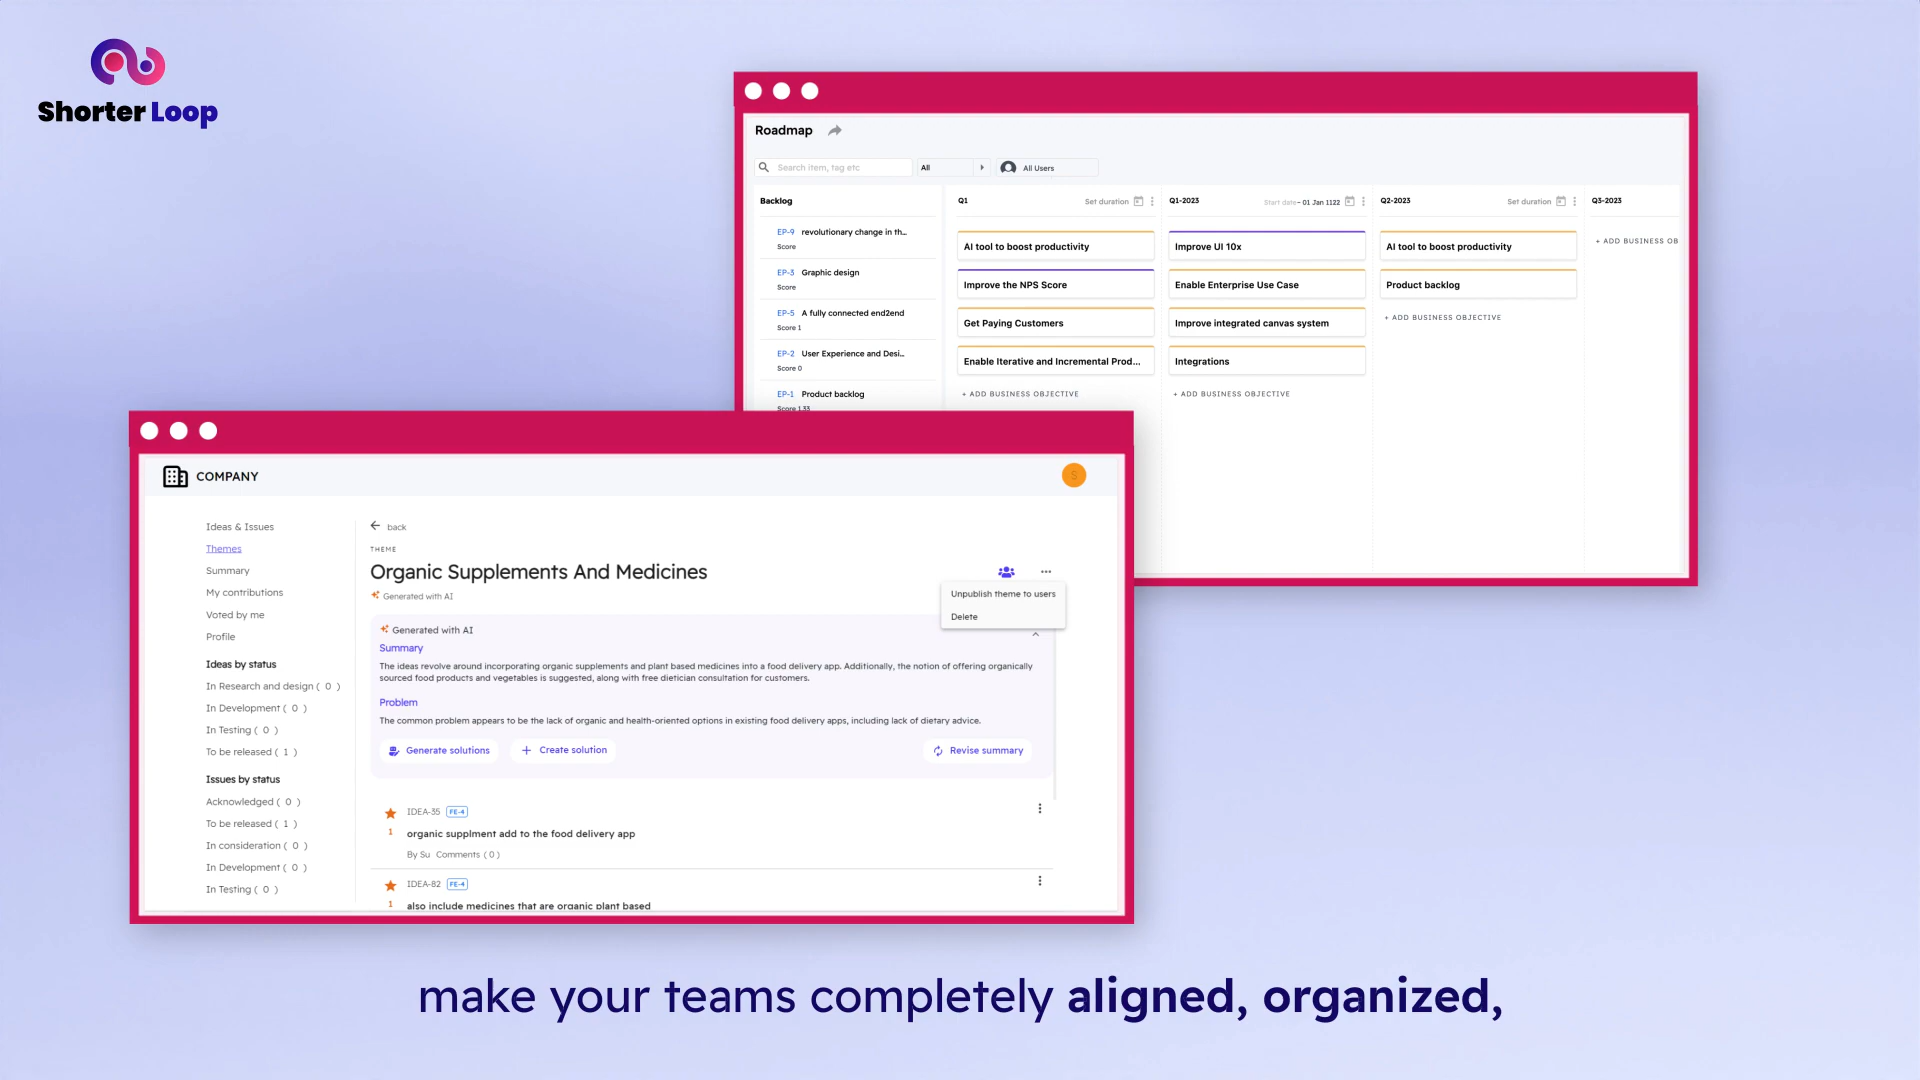 Shorter Loop
Roadmap
Search item, tag etc
All
All Users
Backlog
EP-9 revolutionary change in th...
Score
EP-3 Graphic design
Score
EP-5 A fully connected end2end
Score 1
EP-2 User Experience and Desi...
Score 0
EP-1 Product backlog
Score 1.33
Q1
Set duration
AI tool to boost productivity
Improve the NPS Score
Get Paying Customers
Enable Iterative and Incremental Prod...
+ ADD BUSINESS OBJECTIVE
Q1-2023
Start date – 01 Jan 1122
Improve UI 10x
Enable Enterprise Use Case
Improve integrated canvas system
Integrations
+ ADD BUSINESS OBJECTIVE
Q2-2023
Set duration
AI tool to boost productivity
Product backlog
+ ADD BUSINESS OBJECTIVE
Q3-2023
+ ADD BUSINESS OB
COMPANY
S
Ideas & Issues
Themes
Summary
My contributions
Voted by me
Profile
Ideas by status
In Research and design ( 0 )
In Development ( 0 )
In Testing ( 0 )
To be released ( 1 )
Issues by status
Acknowledged ( 0 )
To be released ( 1 )
In consideration ( 0 )
In Development ( 0 )
In Testing ( 0 )
back
THEME
Organic Supplements And Medicines
Generated with AI
Unpublish theme to users
Delete
Generated with AI
Summary
The ideas revolve around incorporating organic supplements and plant based medicines into a food delivery app. Additionally, the notion of offering organically
sourced food products and vegetables is suggested, along with free dietician consultation for customers.
Problem
The common problem appears to be the lack of organic and health-oriented options in existing food delivery apps, including lack of dietary advice.
Generate solutions
+ Create solution
Revise summary
IDEA-35 FE-4
1
organic supplment add to the food delivery app
By Su Comments ( 0 )
IDEA-82 FE-4
1
also include medicines that are organic plant based
make your teams completely aligned, organized,